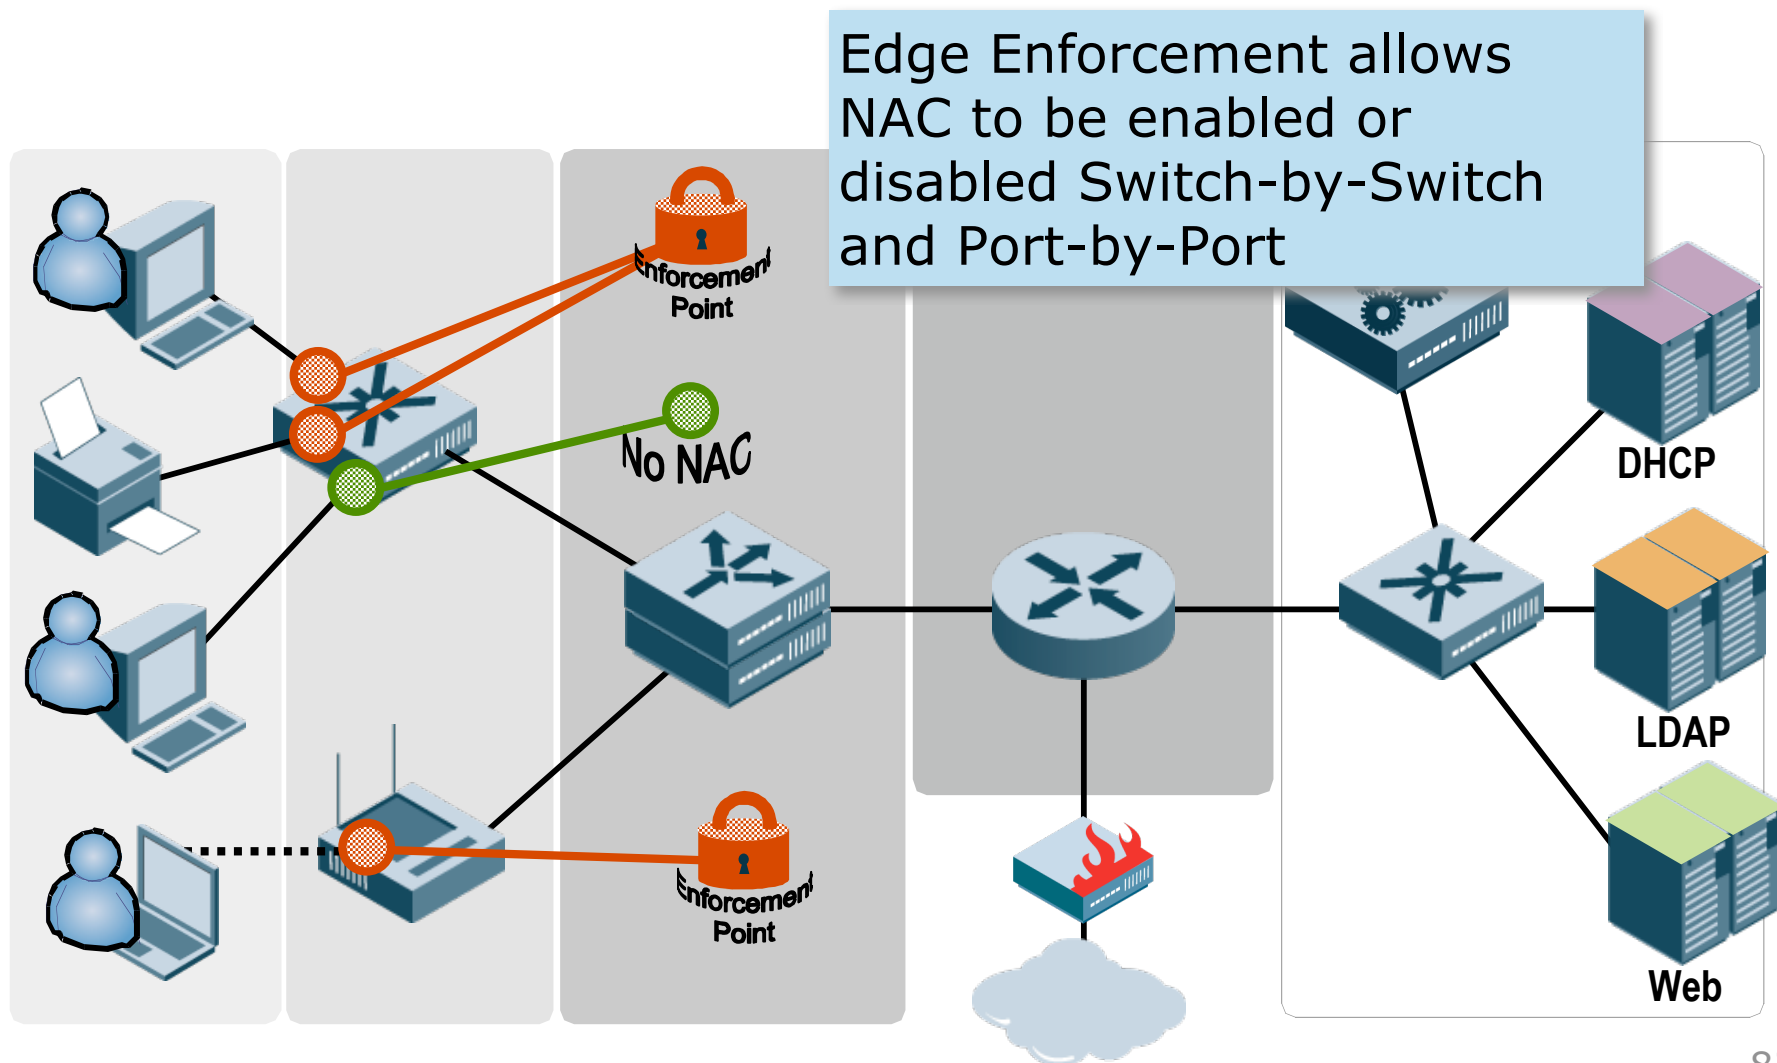 Edge Enforcement allows
NAC to be enabled or
disabled Switch-by-Switch
and Port-by-Port
Enforcement
Point
No NAC
DHCP
LDAP
Enforcement
Point
Web
8